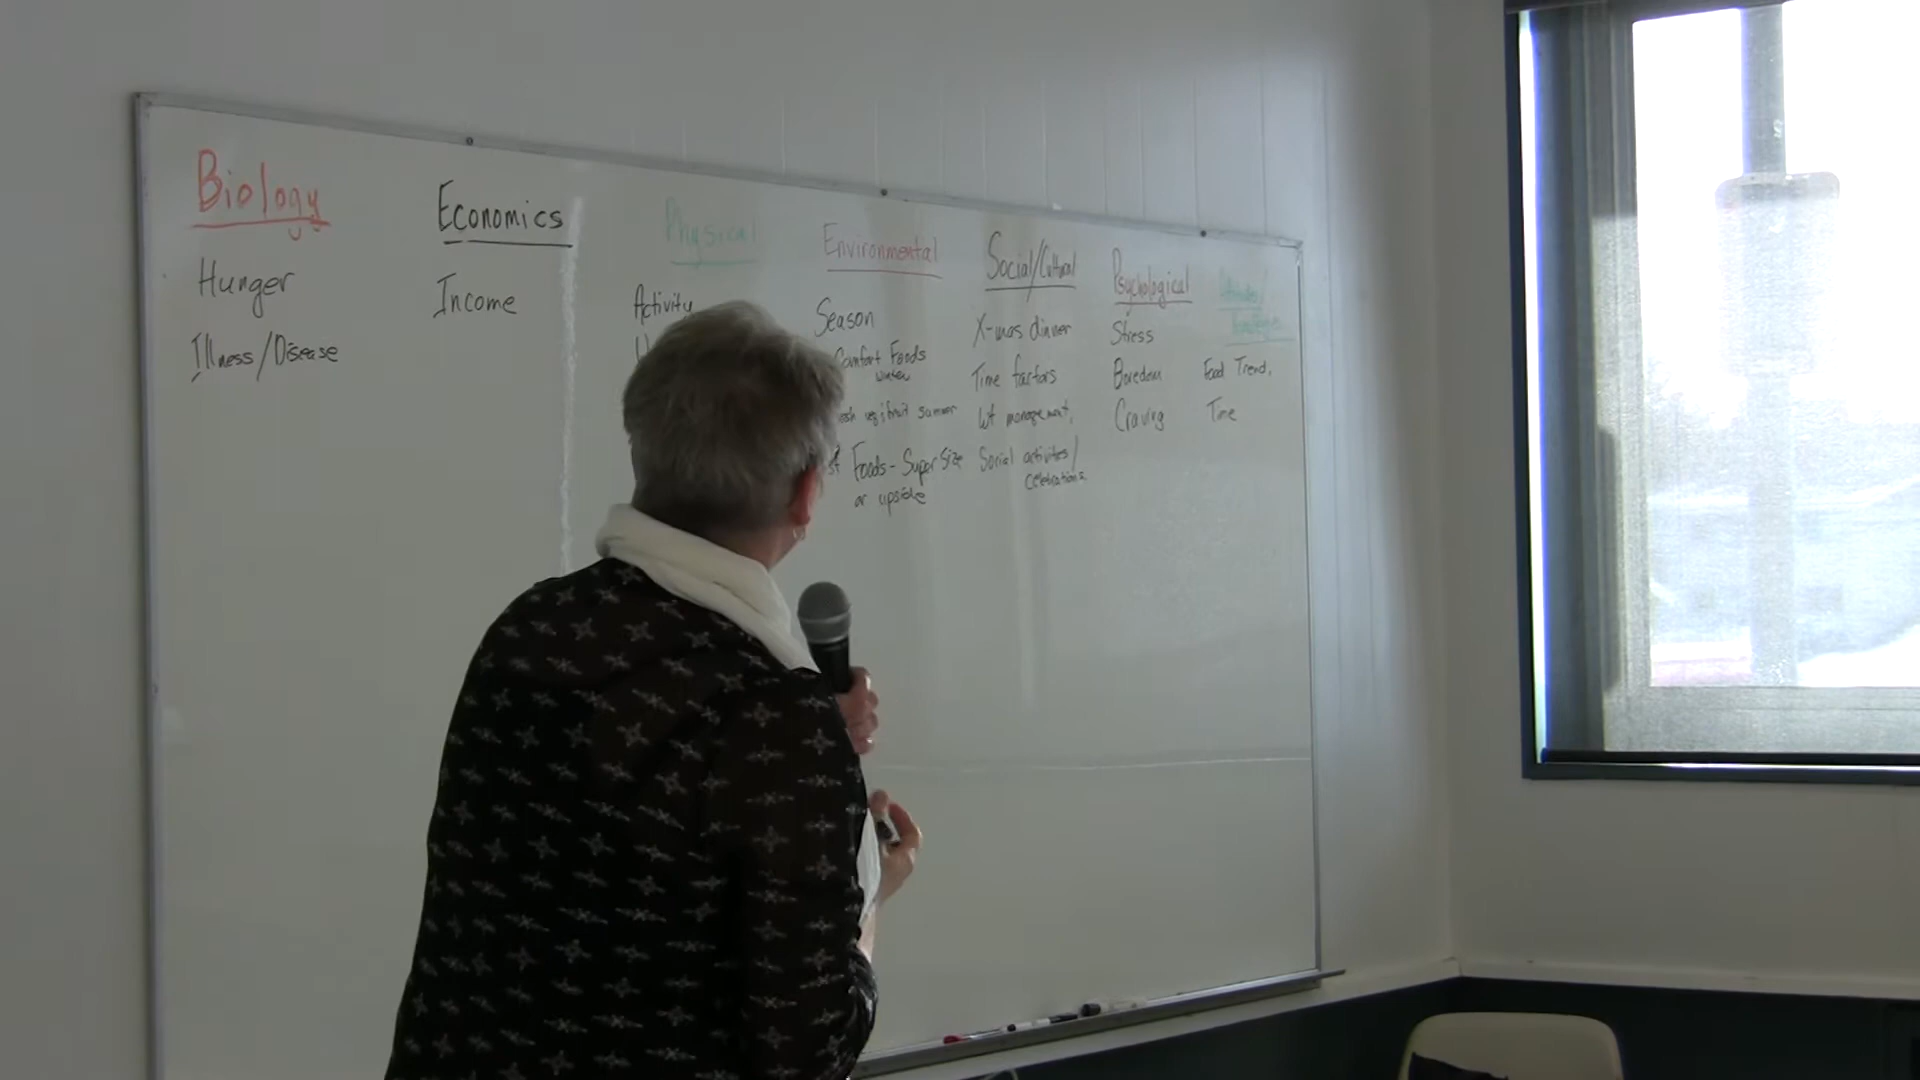 Biology
Hunger
Illness/Disease
Economics
Income
Physical
Activity
Environmental
Season
Comfort Foods
winter
veg/fruit summer
Foods - Super Size
or upsize
Social/Cultural
X-mas dinner
Time factors
Wt management,
Social activites/
Celebrations
Psychological
Stress
Boredom
Craving
Food Trend,
Time